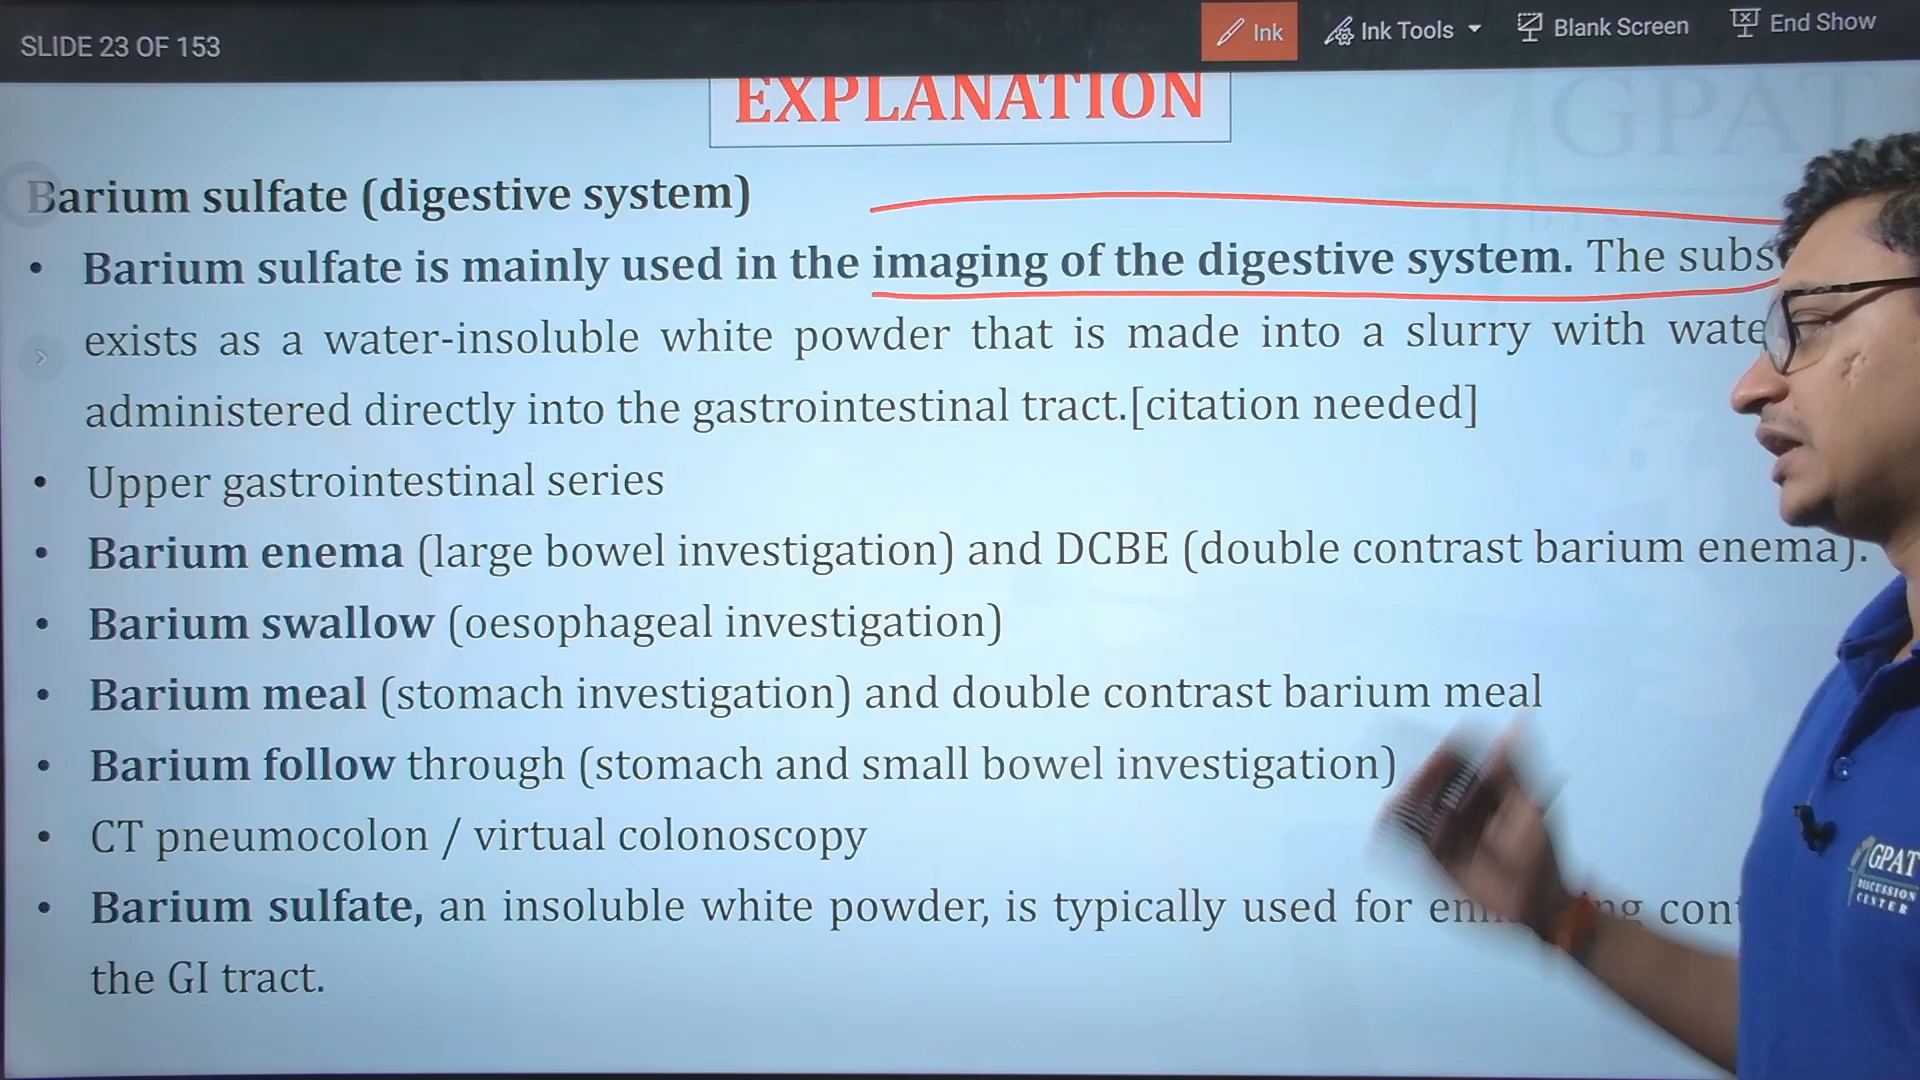 SLIDE 23 OF 153
Ink
Ink Tools
Blank Screen
End Show
EXPLANATION
GPAT
Barium sulfate (digestive system)
• Barium sulfate is mainly used in the imaging of the digestive system. The subs
exists as a water-insoluble white powder that is made into a slurry with wate
administered directly into the gastrointestinal tract.[citation needed]
• Upper gastrointestinal series
• Barium enema (large bowel investigation) and DCBE (double contrast barium enema).
• Barium swallow (oesophageal investigation)
• Barium meal (stomach investigation) and double contrast barium meal
• Barium follow through (stomach and small bowel investigation)
• CT pneumocolon / virtual colonoscopy
• Barium sulfate, an insoluble white powder, is typically used for
the GI tract.
GPAT
DISCUSSION
CENTER